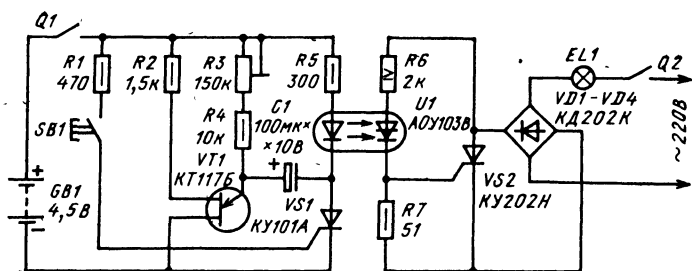 Q1
R1
470
R2
1,5к
R3
150к
R4
10к
R5
300
R6
2к
EL1
Q2
VD1-VD4
КД202К
~220В
SB1
C1
100мк×
×10В
U1
АОУ103В
VT1
КТ117Б
+
VS1
КУ101А
VS2
КУ202Н
R7
51
+
GB1
4,5В
−